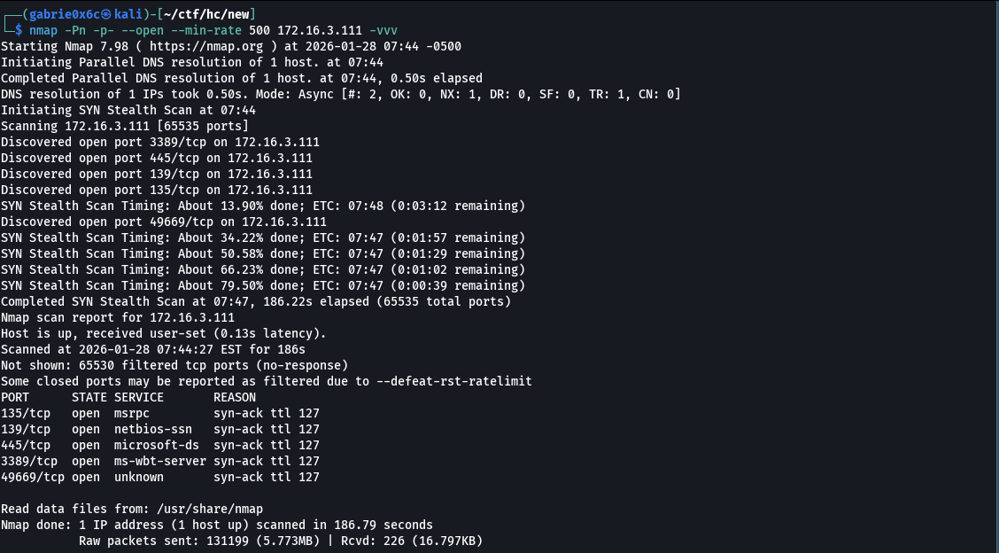 ┌──(gabrie0x6c㉿kali)-[~/ctf/hc/new]
└─$ nmap -Pn -p- --open --min-rate 500 172.16.3.111 -vvv
Starting Nmap 7.98 ( https://nmap.org ) at 2026-01-28 07:44 -0500
Initiating Parallel DNS resolution of 1 host. at 07:44
Completed Parallel DNS resolution of 1 host. at 07:44, 0.50s elapsed
DNS resolution of 1 IPs took 0.50s. Mode: Async [#: 2, OK: 0, NX: 1, DR: 0, SF: 0, TR: 1, CN: 0]
Initiating SYN Stealth Scan at 07:44
Scanning 172.16.3.111 [65535 ports]
Discovered open port 3389/tcp on 172.16.3.111
Discovered open port 445/tcp on 172.16.3.111
Discovered open port 139/tcp on 172.16.3.111
Discovered open port 135/tcp on 172.16.3.111
SYN Stealth Scan Timing: About 13.90% done; ETC: 07:48 (0:03:12 remaining)
Discovered open port 49669/tcp on 172.16.3.111
SYN Stealth Scan Timing: About 34.22% done; ETC: 07:47 (0:01:57 remaining)
SYN Stealth Scan Timing: About 50.58% done; ETC: 07:47 (0:01:29 remaining)
SYN Stealth Scan Timing: About 66.23% done; ETC: 07:47 (0:01:02 remaining)
SYN Stealth Scan Timing: About 79.50% done; ETC: 07:47 (0:00:39 remaining)
Completed SYN Stealth Scan at 07:47, 186.22s elapsed (65535 total ports)
Nmap scan report for 172.16.3.111
Host is up, received user-set (0.13s latency).
Scanned at 2026-01-28 07:44:27 EST for 186s
Not shown: 65530 filtered tcp ports (no-response)
Some closed ports may be reported as filtered due to --defeat-rst-ratelimit
PORT      STATE SERVICE       REASON
135/tcp   open  msrpc         syn-ack ttl 127
139/tcp   open  netbios-ssn   syn-ack ttl 127
445/tcp   open  microsoft-ds  syn-ack ttl 127
3389/tcp  open  ms-wbt-server syn-ack ttl 127
49669/tcp open  unknown       syn-ack ttl 127
Read data files from: /usr/share/nmap
Nmap done: 1 IP address (1 host up) scanned in 186.79 seconds
           Raw packets sent: 131199 (5.773MB) | Rcvd: 226 (16.797KB)